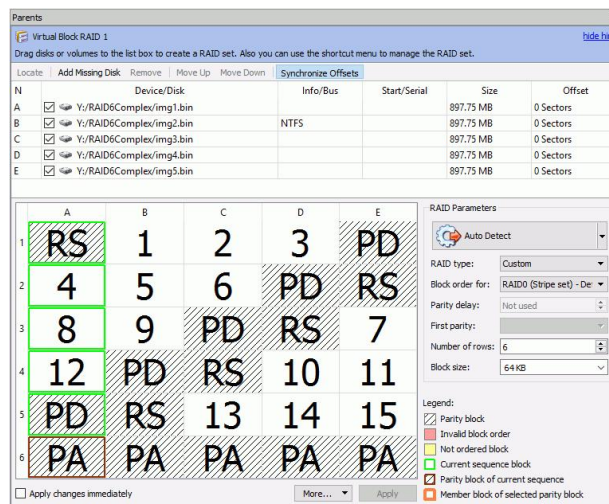 Parents
Virtual Block RAID 1
hide hin
Drag disks or volumes to the list box to create a RAID set. Also you can use the shortcut menu to manage the RAID set.
Locate Add Missing Disk Remove Move Up Move Down Synchronize Offsets
N Device/Disk Info/Bus Start/Serial Size Offset
A Y:/RAID6Complex/img1.bin 897.75 MB 0 Sectors
B Y:/RAID6Complex/img2.bin NTFS 897.75 MB 0 Sectors
C Y:/RAID6Complex/img3.bin 897.75 MB 0 Sectors
D Y:/RAID6Complex/img4.bin 897.75 MB 0 Sectors
E Y:/RAID6Complex/img5.bin 897.75 MB 0 Sectors
A B C D E
1 RS 1 2 3 PD
2 4 5 6 PD RS
3 8 9 PD RS 7
4 12 PD RS 10 11
5 PD RS 13 14 15
6 PA PA PA PA PA
Apply changes immediately More... Apply
RAID Parameters
Auto Detect
RAID type: Custom
Block order for: RAID0 (Stripe set) - De
Parity delay: Not used
First parity:
Number of rows: 6
Block size: 64 KB
Legend:
Parity block
Invalid block order
Not ordered block
Current sequence block
Parity block of current sequence
Member block of selected parity block